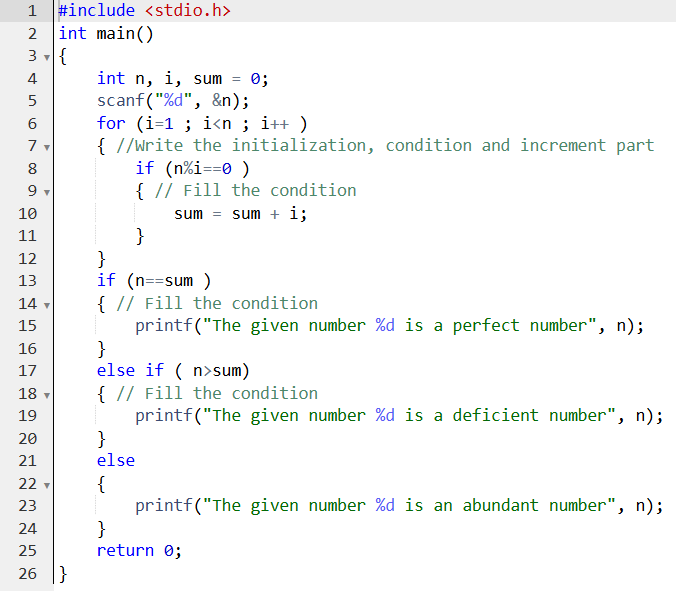 1 #include <stdio.h>
2 int main()
3 {
4 int n, i, sum = 0;
5 scanf("%d", &n);
6 for (i=1 ; i<n ; i++ )
7 { //Write the initialization, condition and increment part
8 if (n%i==0 )
9 { // Fill the condition
10 sum = sum + i;
11 }
12 }
13 if (n==sum )
14 { // Fill the condition
15 printf("The given number %d is a perfect number", n);
16 }
17 else if ( n>sum)
18 { // Fill the condition
19 printf("The given number %d is a deficient number", n);
20 }
21 else
22 {
23 printf("The given number %d is an abundant number", n);
24 }
25 return 0;
26 }